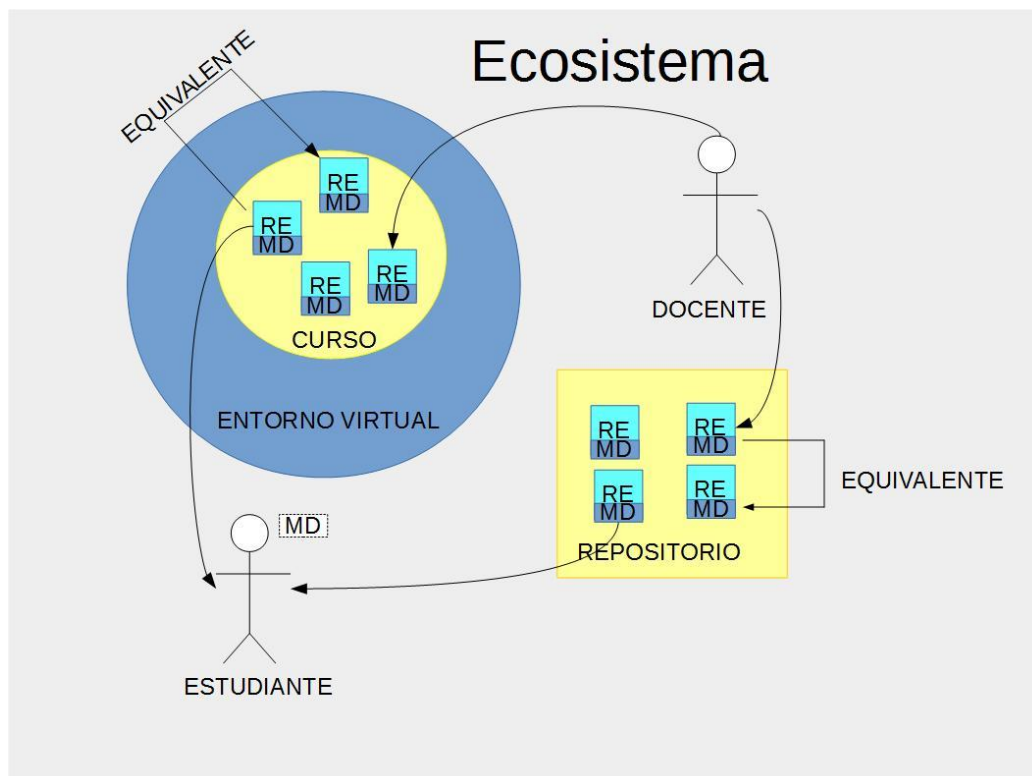 Ecosistema
EQUIVALENTE
RE
MD
RE
MD
RE
MD
RE
MD
CURSO
ENTORNO VIRTUAL
DOCENTE
RE
MD
RE
MD
RE
MD
RE
MD
EQUIVALENTE
REPOSITORIO
MD
ESTUDIANTE